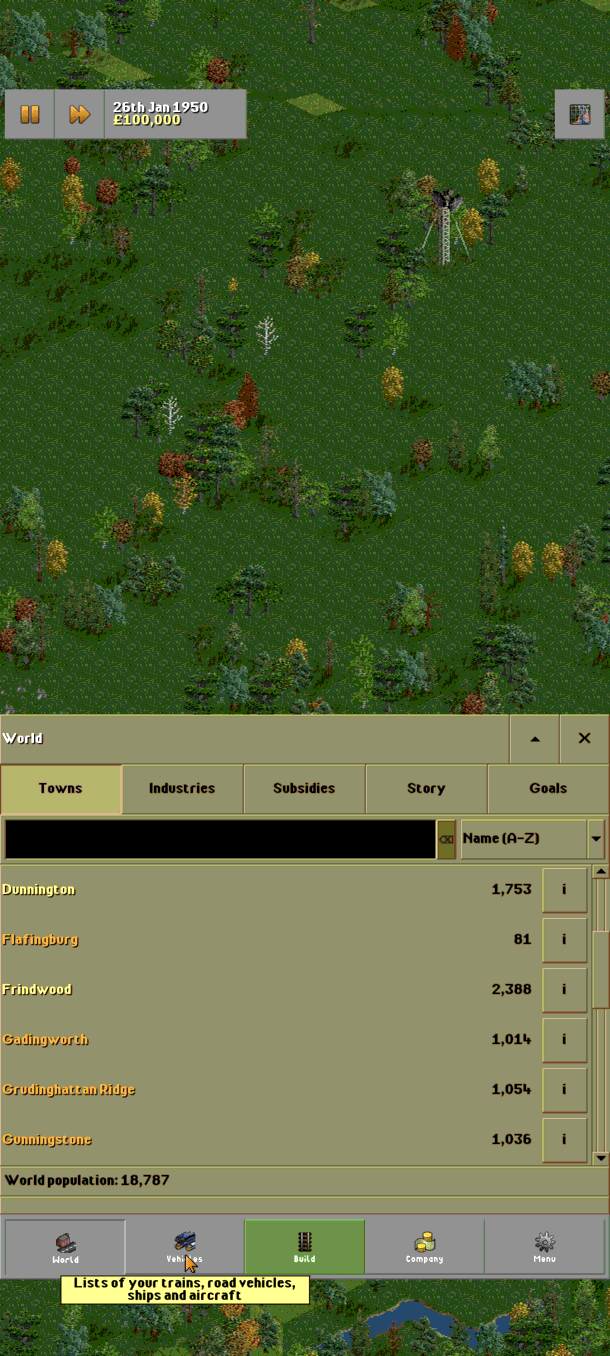 26th Jan 1950
£100,000
World
Towns
Industries
Subsidies
Story
Goals
Name (A-Z)
Dunnington 1,753 i
Flafingburg 81 i
Frindwood 2,388 i
Gadingworth 1,014 i
Grudinghattan Ridge 1,054 i
Gunningstone 1,036 i
World population: 18,787
World
Vehicles
Build
Company
Menu
Lists of your trains, road vehicles,
ships and aircraft